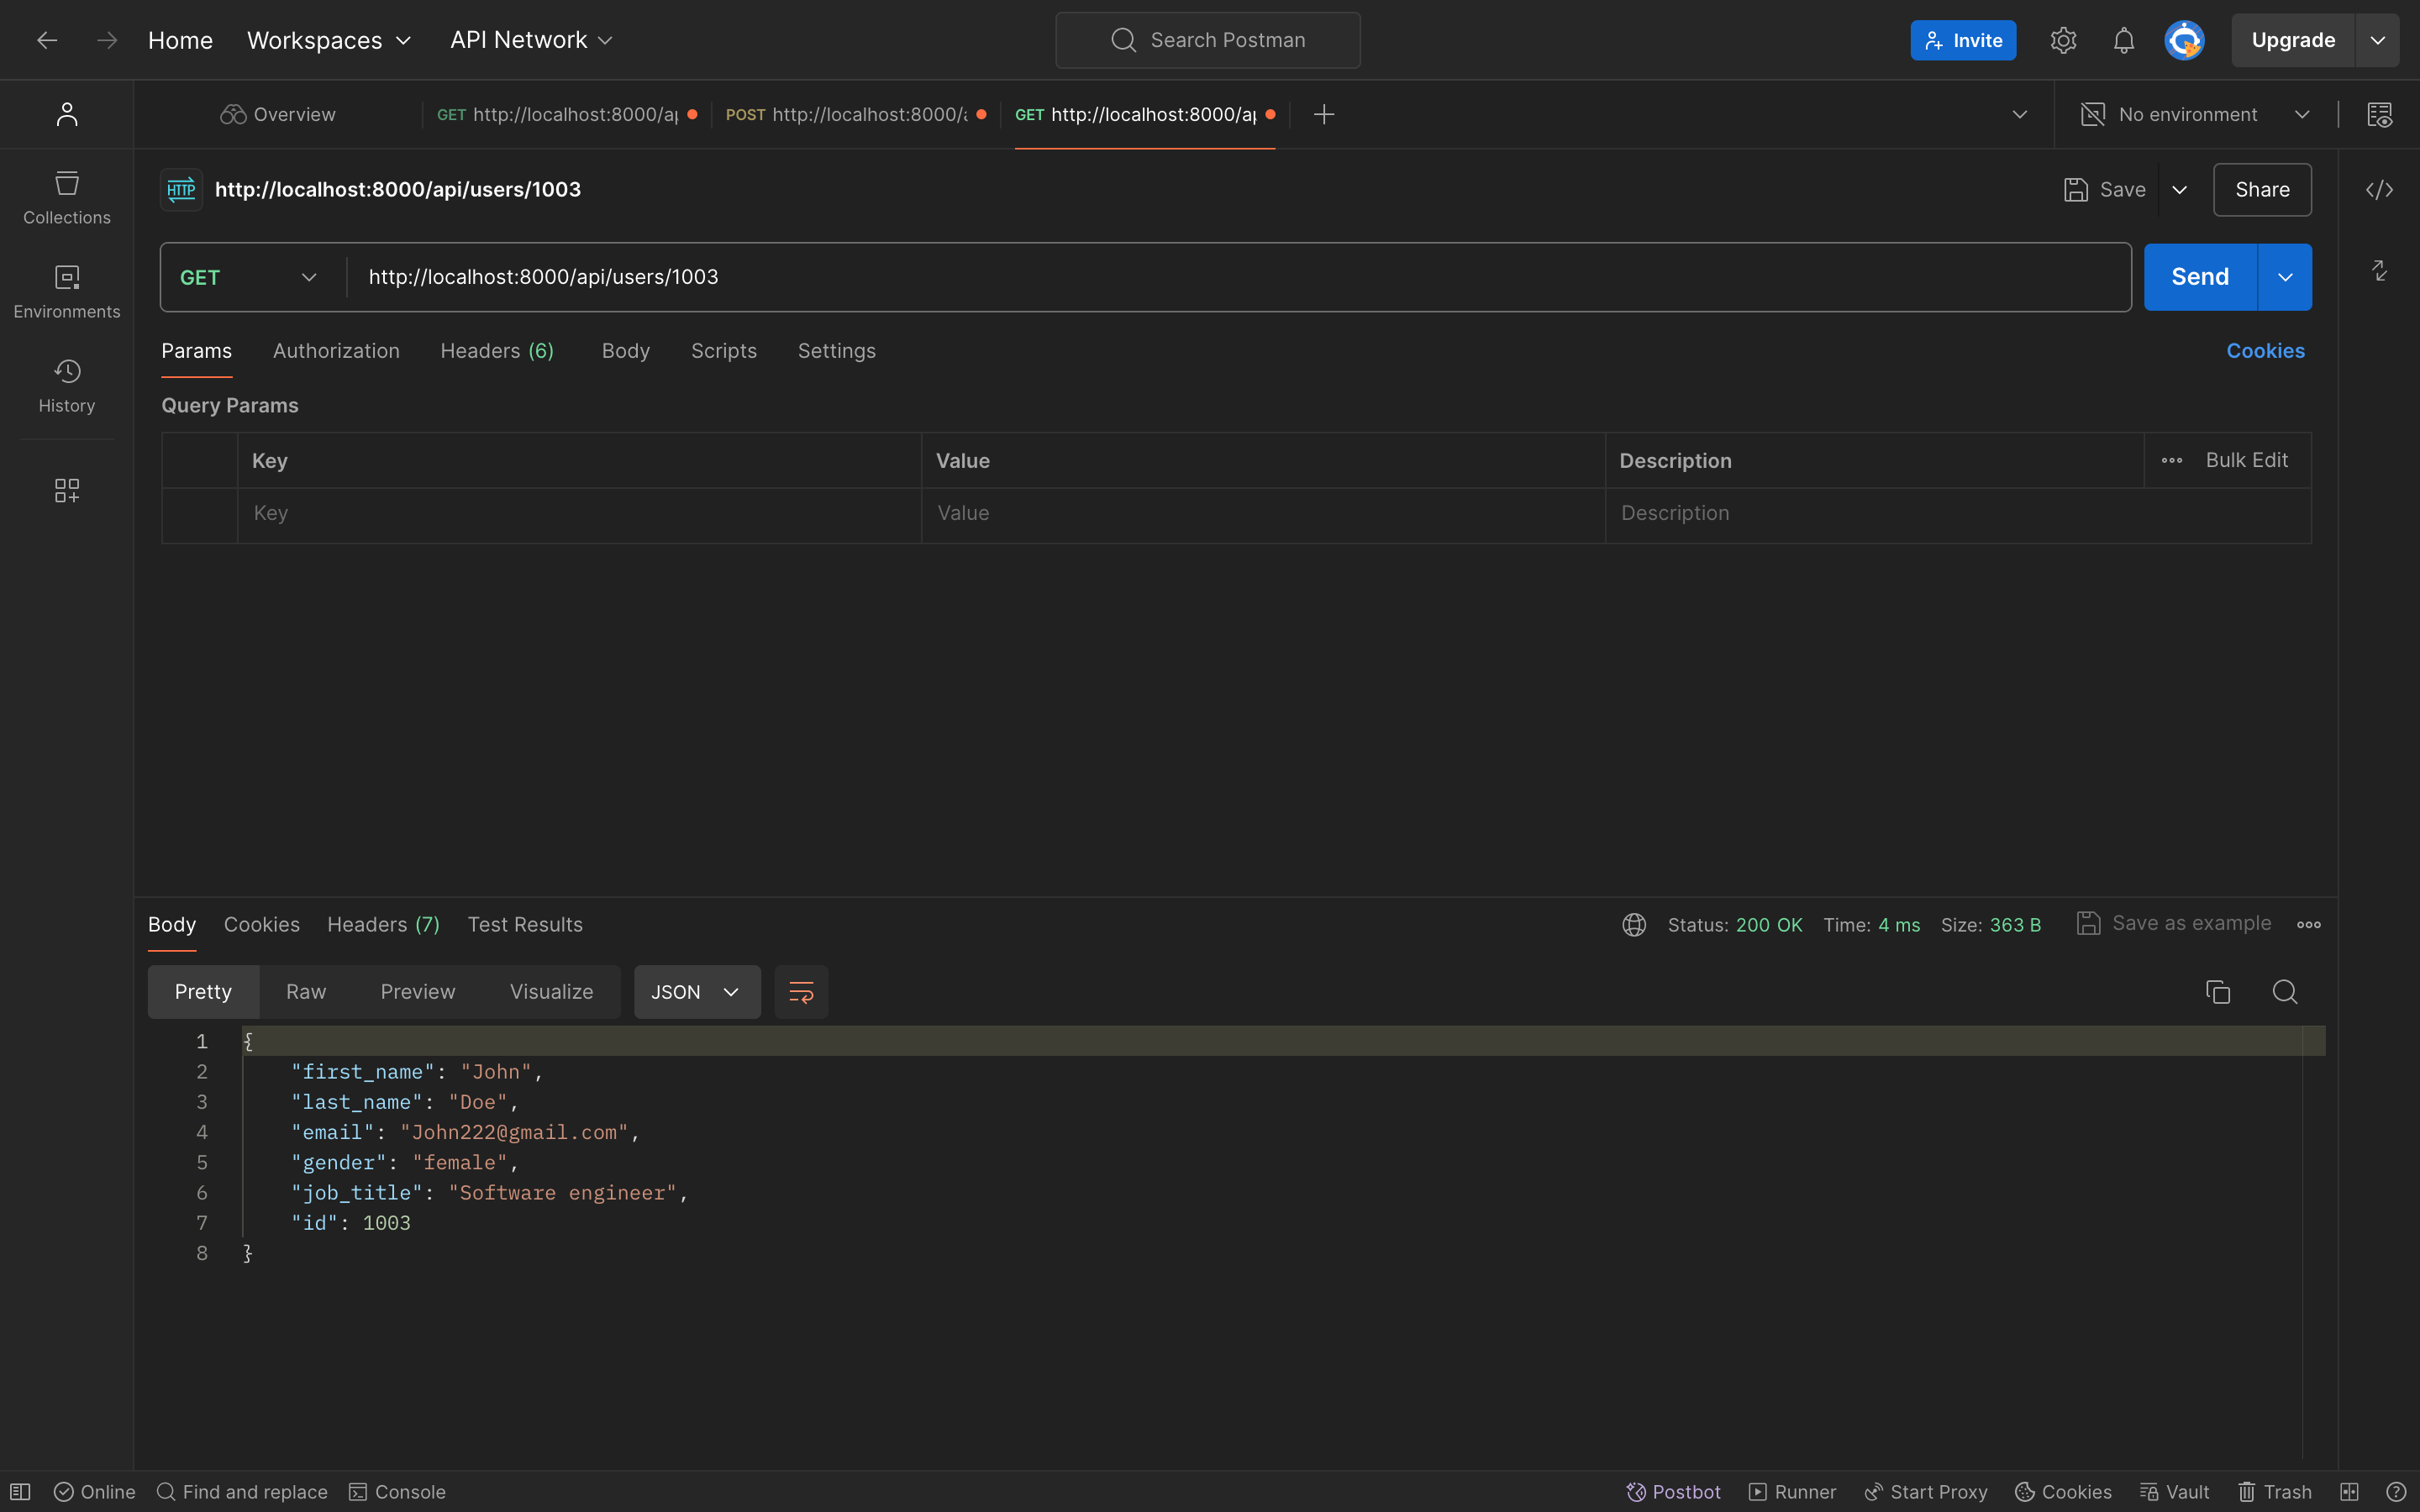 Home Workspaces API Network Search Postman Invite Upgrade
Overview GET http://localhost:8000/a POST http://localhost:8000/ GET http://localhost:8000/a No environment
HTTP http://localhost:8000/api/users/1003 Save Share
Collections
GET http://localhost:8000/api/users/1003 Send
Environments
Params Authorization Headers (6) Body Scripts Settings Cookies
History
Query Params
Key Value Description Bulk Edit
Key Value Description
Body Cookies Headers (7) Test Results Status: 200 OK Time: 4 ms Size: 363 B Save as example
Pretty Raw Preview Visualize JSON
1 {
2 "first_name": "John",
3 "last_name": "Doe",
4 "email": "John222@gmail.com",
5 "gender": "female",
6 "job_title": "Software engineer",
7 "id": 1003
8 }
Online Find and replace Console Postbot Runner Start Proxy Cookies Vault Trash